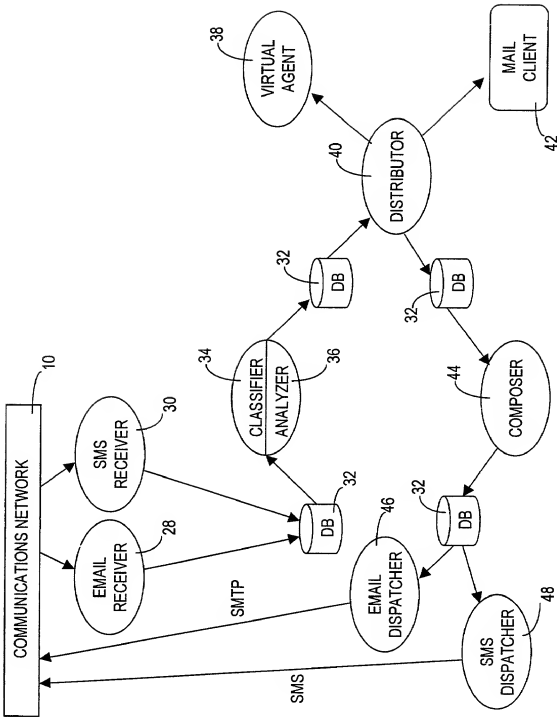 COMMUNICATIONS NETWORK
10
EMAIL
RECEIVER
28
SMS
RECEIVER
30
SMTP
SMS
DB
32
CLASSIFIER
34
ANALYZER
36
DB
32
VIRTUAL
AGENT
38
DISTRIBUTOR
40
MAIL
CLIENT
42
DB
32
COMPOSER
44
DB
32
EMAIL
DISPATCHER
46
SMS
DISPATCHER
48